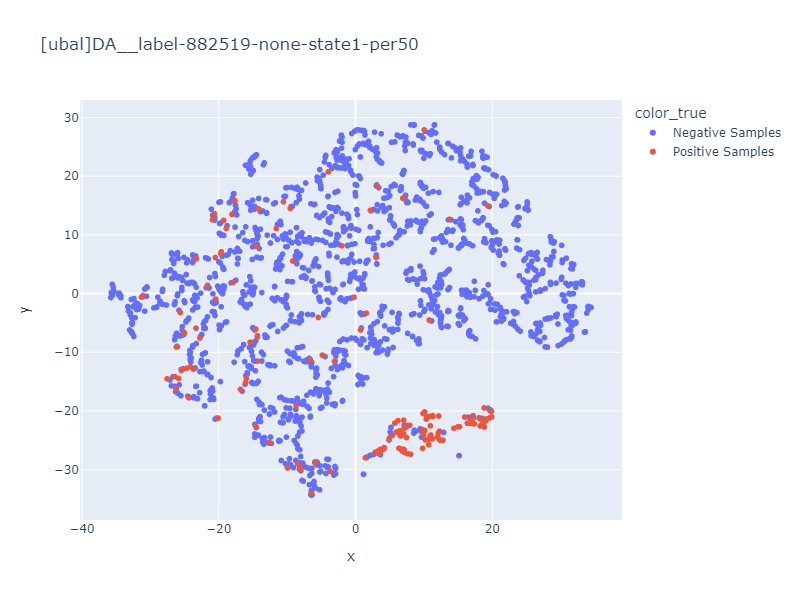 [ubal]DA__label-882519-none-state1-per50
color_true
Negative Samples
Positive Samples
30
20
10
0
−10
−20
−30
y
−40
−20
0
20
x